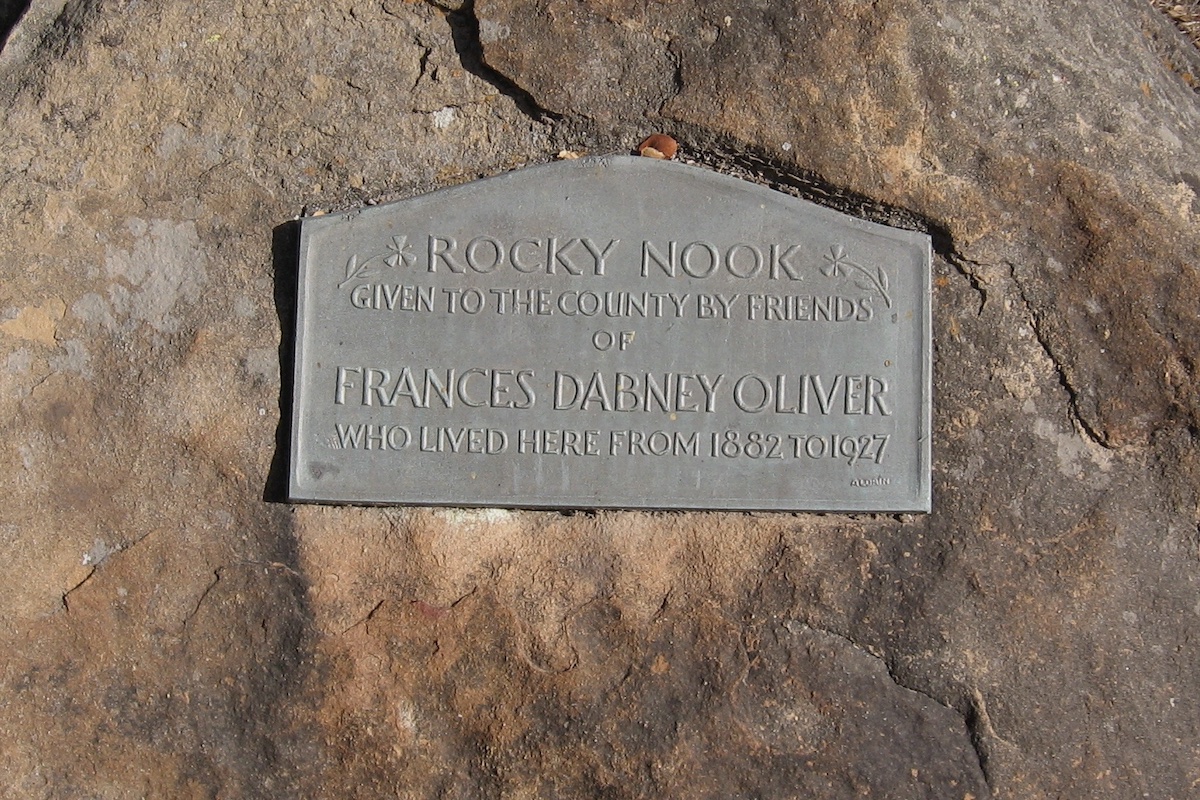 ROCKY NOOK
GIVEN TO THE COUNTY BY FRIENDS
OF
FRANCES DABNEY OLIVER
WHO LIVED HERE FROM 1882 TO 1927